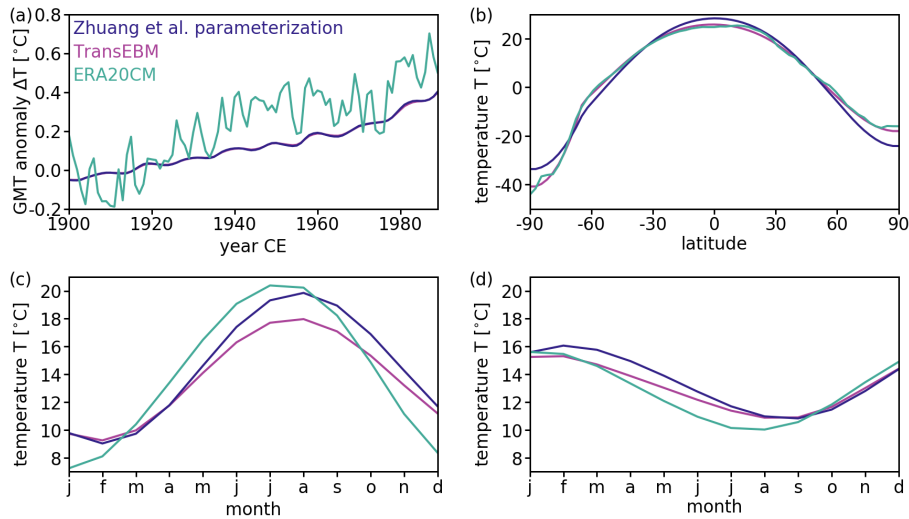 (a)
GMT anomaly ΔT [°C]
0.8
0.6
0.4
0.2
0.0
-0.2
Zhuang et al. parameterization
TransEBM
ERA20CM
1900 1920 1940 1960 1980
year CE
(b)
temperature T [°C]
20
0
-20
-40
-90 -60 -30 0 30 60 90
latitude
(c)
temperature T [°C]
20
18
16
14
12
10
8
j f m a m j j a s o n d
month
(d)
temperature T [°C]
20
18
16
14
12
10
8
j f m a m j j a s o n d
month